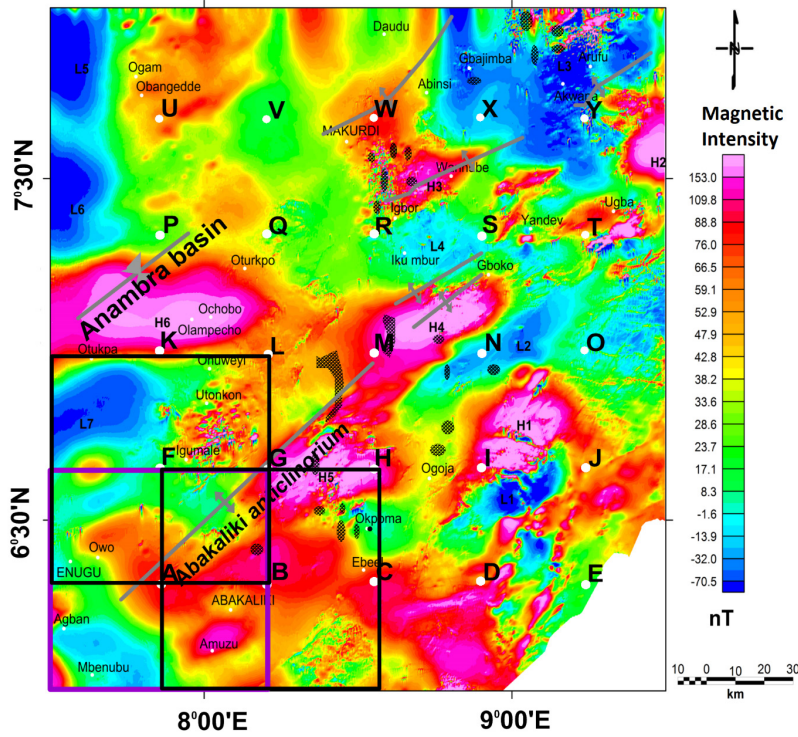 Daudu
L5
Ogam
Obangedde
Abinsi
Gbajimba
L3
Arufu
Akwana
U
V
W
X
Y
MAKURDI
H2
Wannube
H3
Igbor
Ugba
L6
P
Q
R
S
T
Yandev
L4
Oturkpo
Iku mbur
Gboko
Anambra basin
Ochobo
H6
Olampecho
H4
K
L
M
N
O
L2
Otukpa
Onuweyi
Utonkon
L7
H1
Igumale
Abakaliki anticlinorium
F
G
H
I
J
H5
Ogoja
L1
Okpoma
Owo
Ebee
ENUGU
A
B
C
D
E
ABAKALIKI
Agban
Amuzu
Mbenubu
7⁰30'N
6⁰30'N
8⁰00'E
9⁰00'E
N
Magnetic
Intensity
153.0
109.8
88.8
76.0
66.5
59.1
52.9
47.9
42.8
38.2
33.6
28.6
23.7
17.1
8.3
-1.6
-13.9
-32.0
-70.5
nT
10 0 10 20 30
km